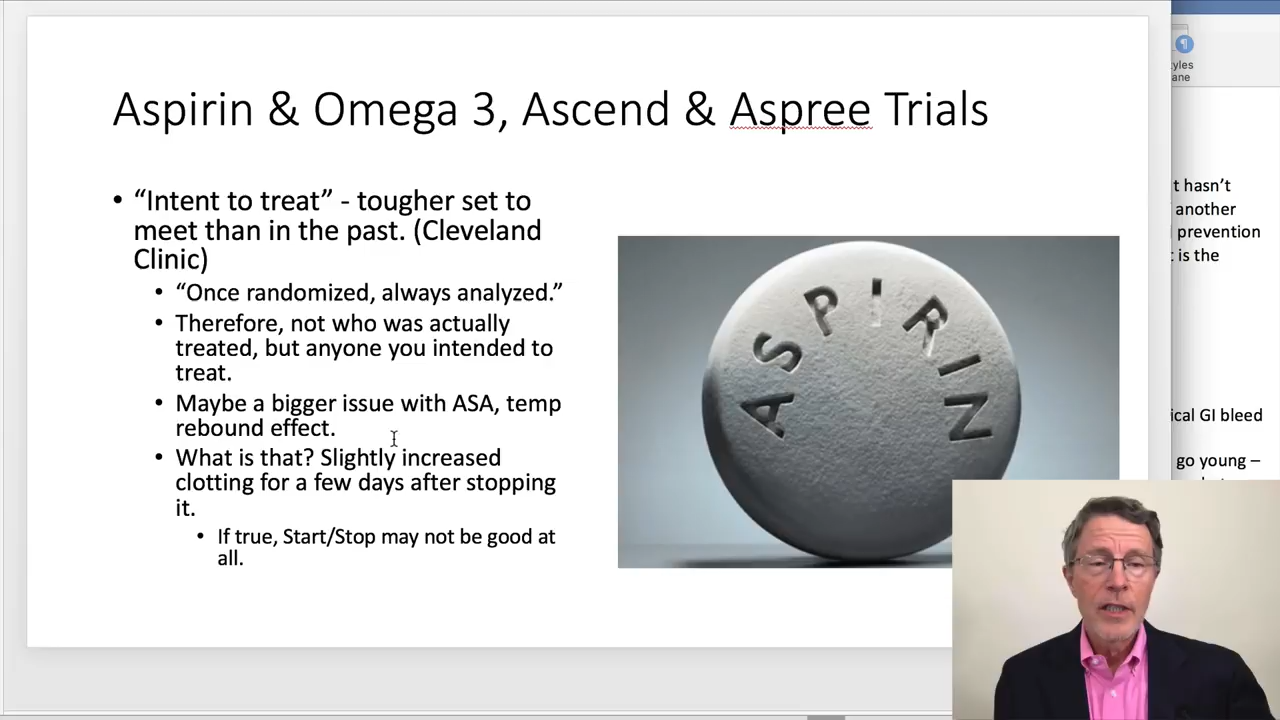 Aspirin & Omega 3, Ascend & Aspree Trials
• “Intent to treat” - tougher set to
meet than in the past. (Cleveland
Clinic)
• “Once randomized, always analyzed.”
• Therefore, not who was actually
treated, but anyone you intended to
treat.
• Maybe a bigger issue with ASA, temp
rebound effect.
• What is that? Slightly increased
clotting for a few days after stopping
it.
• If true, Start/Stop may not be good at
all.
ASPIRIN
yles
ane
t hasn’t
another
prevention
is the
ical GI bleed
go young –